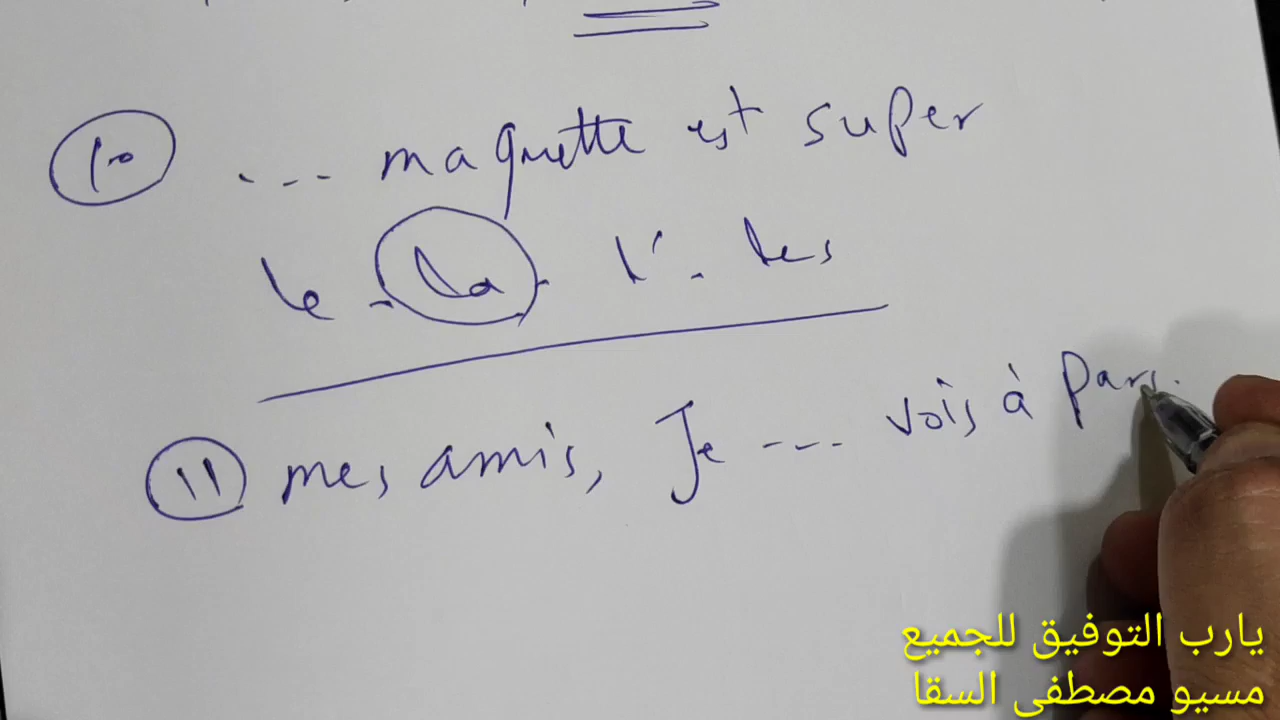 ١٠ ... maquette est super
le - la - l' - les
١١ mes amis, Je .... vois à Paris.
يارب التوفيق للجميع
مسيو مصطفى السقا